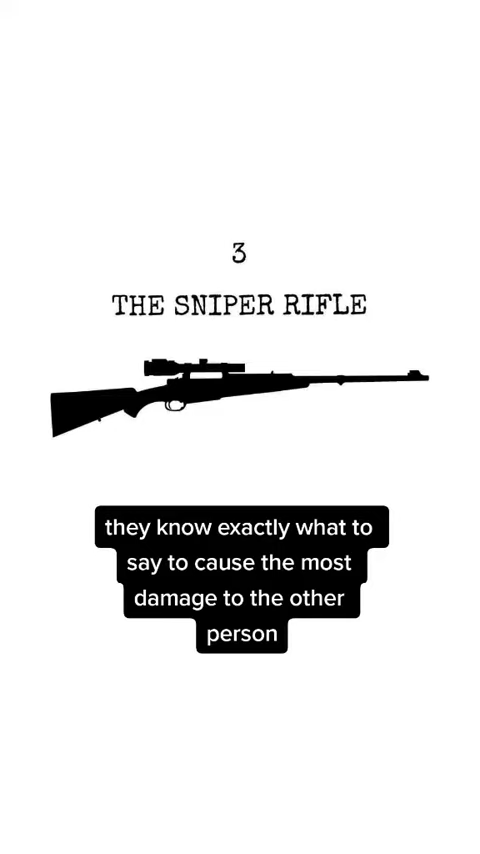 3
THE SNIPER RIFLE
they know exactly what to
say to cause the most
damage to the other
person